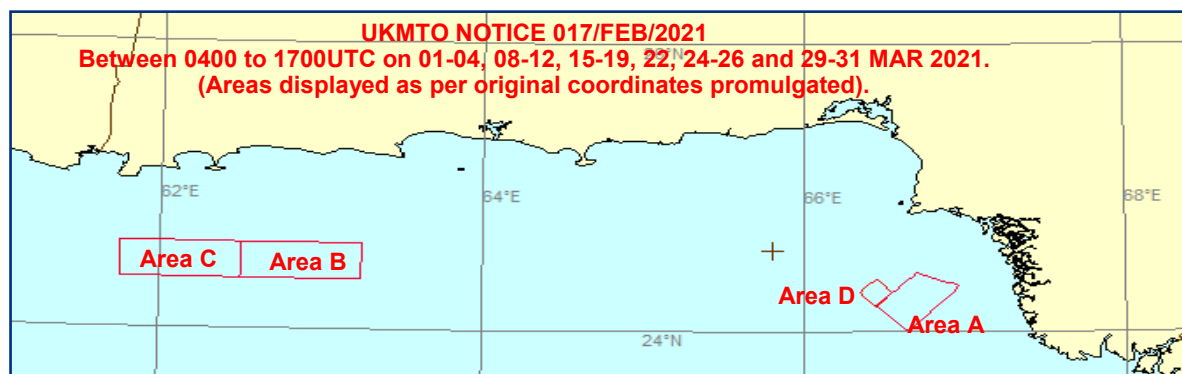 UKMTO NOTICE 017/FEB/2021
Between 0400 to 1700UTC on 01-04, 08-12, 15-19, 22, 24-26 and 29-31 MAR 2021.
(Areas displayed as per original coordinates promulgated).
62°E
64°E
66°E
68°E
Area C
Area B
Area D
Area A
24°N